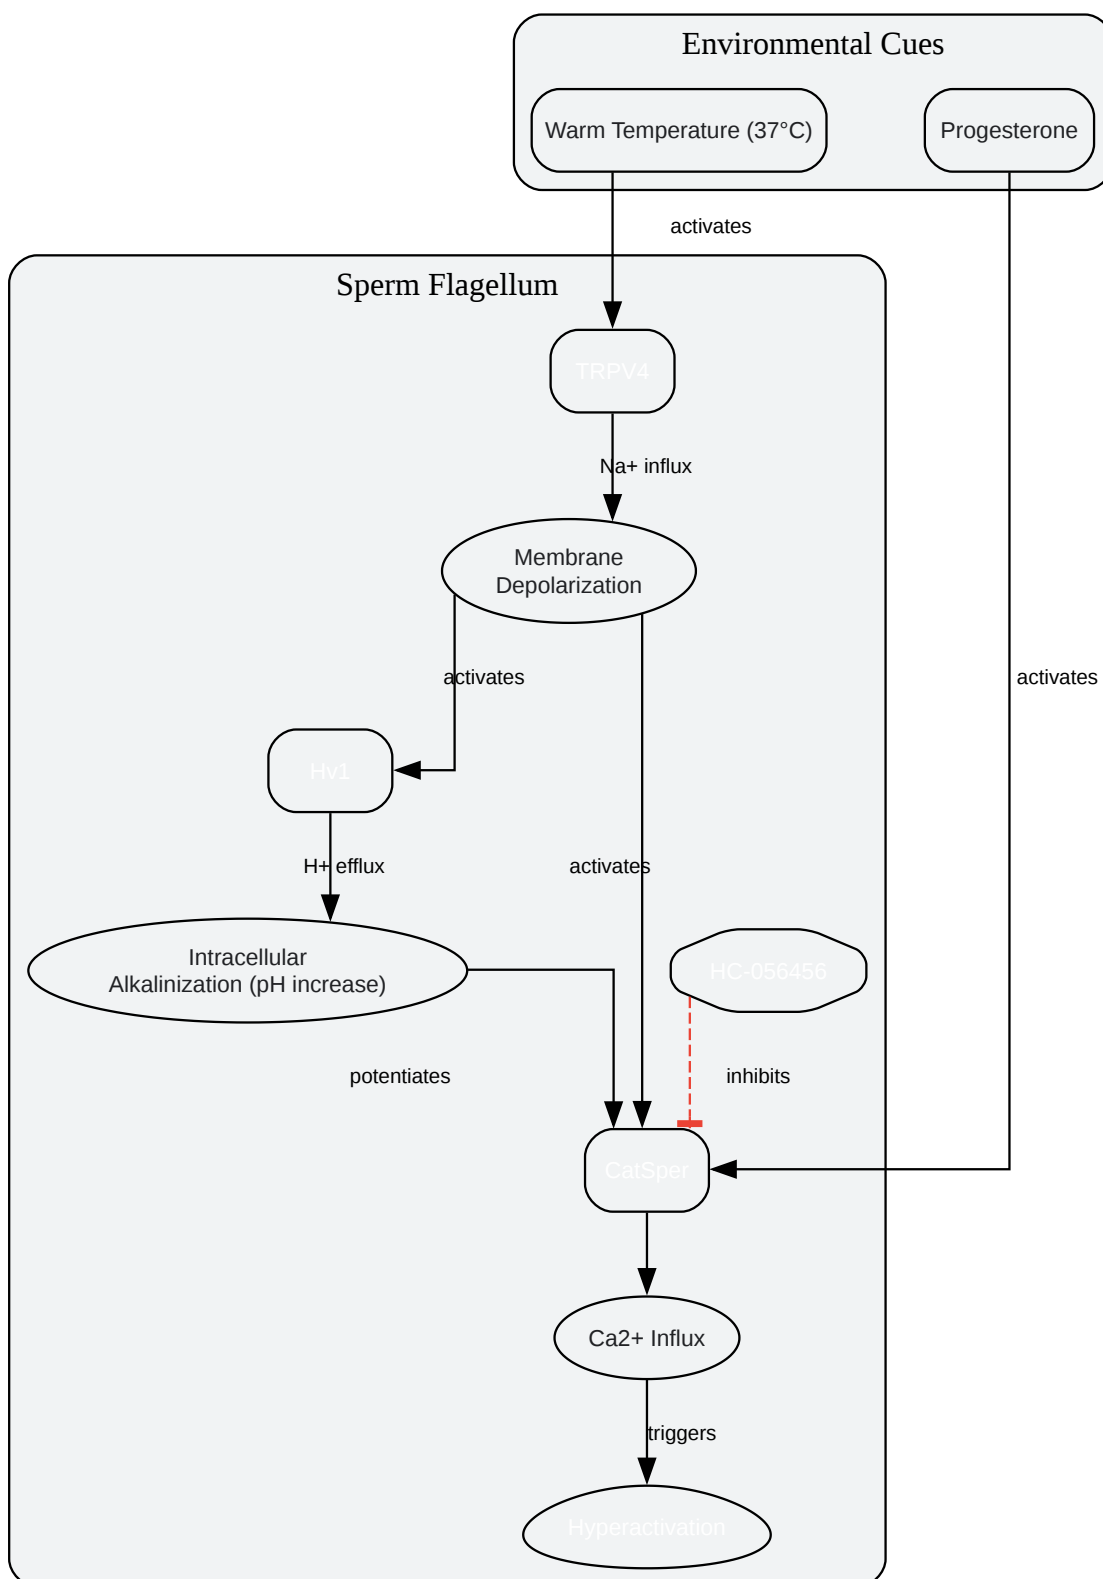 Environmental Cues
Warm Temperature (37°C)
Progesterone
activates
Sperm Flagellum
TRPV4
Na+ influx
Membrane
Depolarization
activates
activates
Hv1
H+ efflux
activates
Intracellular
Alkalinization (pH increase)
HC-056456
potentiates
inhibits
CatSper
Ca2+ Influx
triggers
Hyperactivation